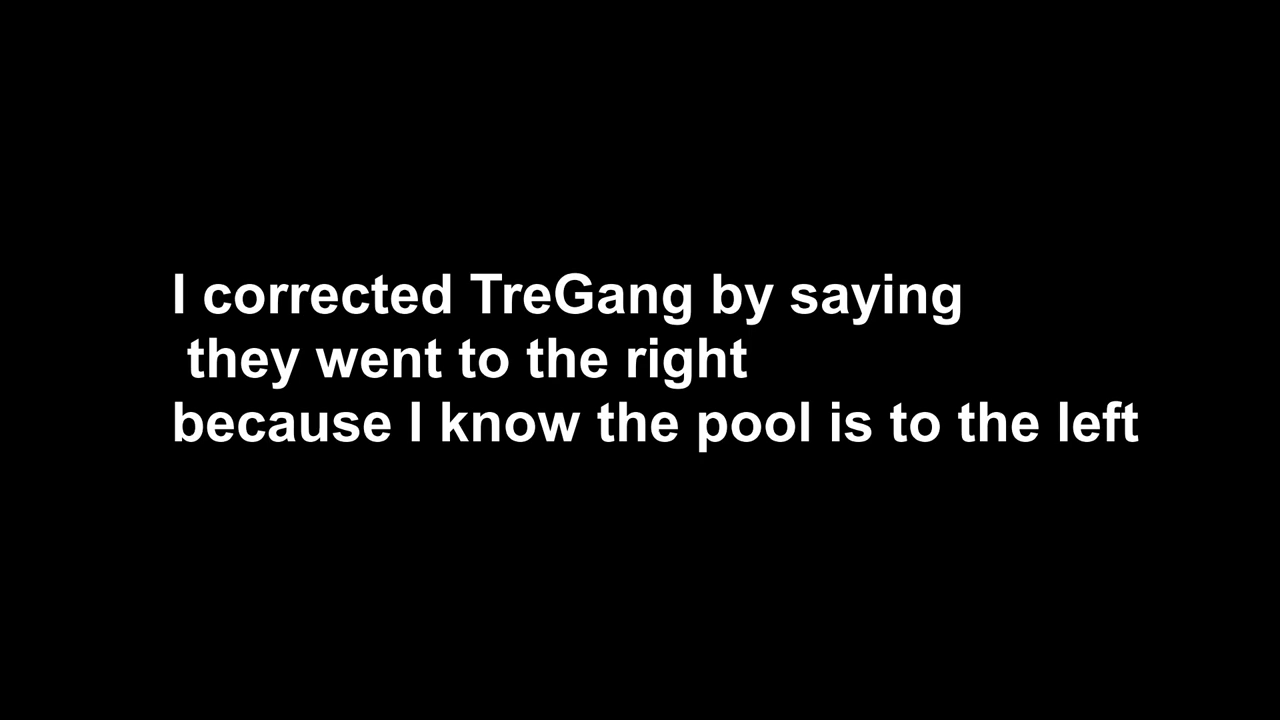 I corrected TreGang by saying
they went to the right
because I know the pool is to the left